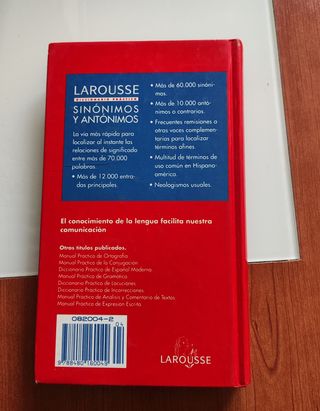 LAROUSSE
DICCIONARIO PRÁCTICO
SINÓNIMOS
Y ANTÓNIMOS
La vía más rápida para
localizar al instante las
relaciones de significado
entre más de 70.000
palabras.
• Más de 12.000 entra-
das principales.
• Más de 60.000 sinóni-
mos.
• Más de 10.000 antó-
nimos o contrarios.
• Frecuentes remisiones a
otras voces complemen-
tarias para localizar
términos afines.
• Multitud de términos de
uso común en Hispano-
américa.
• Neologismos usuales.
El conocimiento de la lengua facilita nuestra
comunicación
Otros títulos publicados.
Manual Práctico de Ortografía
Manual Práctico de la Conjugación
Diccionario Práctico de Español Moderno
Manual Práctico de Gramática
Diccionario Práctico de Locuciones
Diccionario Práctico de Incorrecciones
Manual Práctico de Análisis y Comentario de Textos
Manual Práctico de Expresión Escrita
082004-2
04
9 788480 160049
LAROUSSE